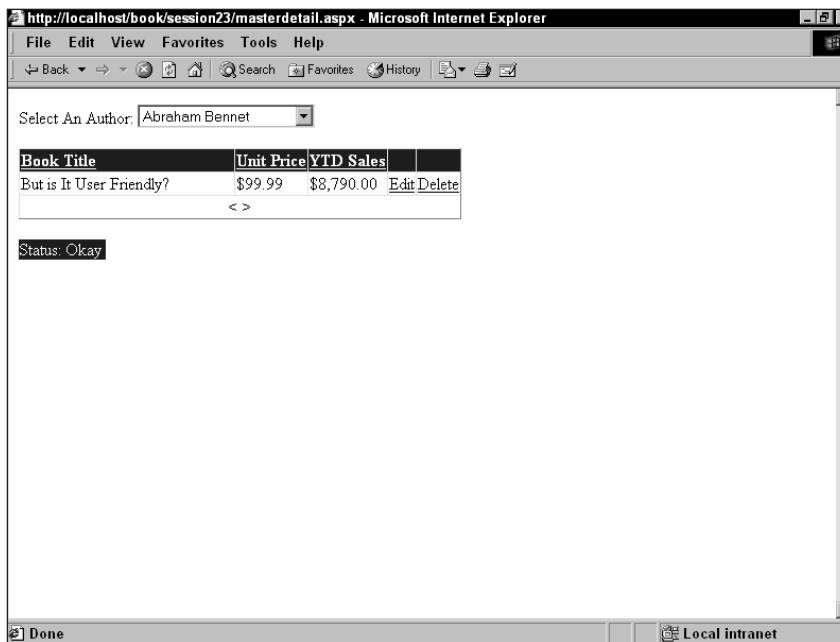 http://localhost/book/session23/masterdetail.aspx - Microsoft Internet Explorer
File Edit View Favorites Tools Help
Back Search Favorites History
Select An Author: Abraham Bennet
Book Title Unit Price YTD Sales
But is It User Friendly? $99.99 $8,790.00 Edit Delete
< >
Status: Okay
Done Local intranet